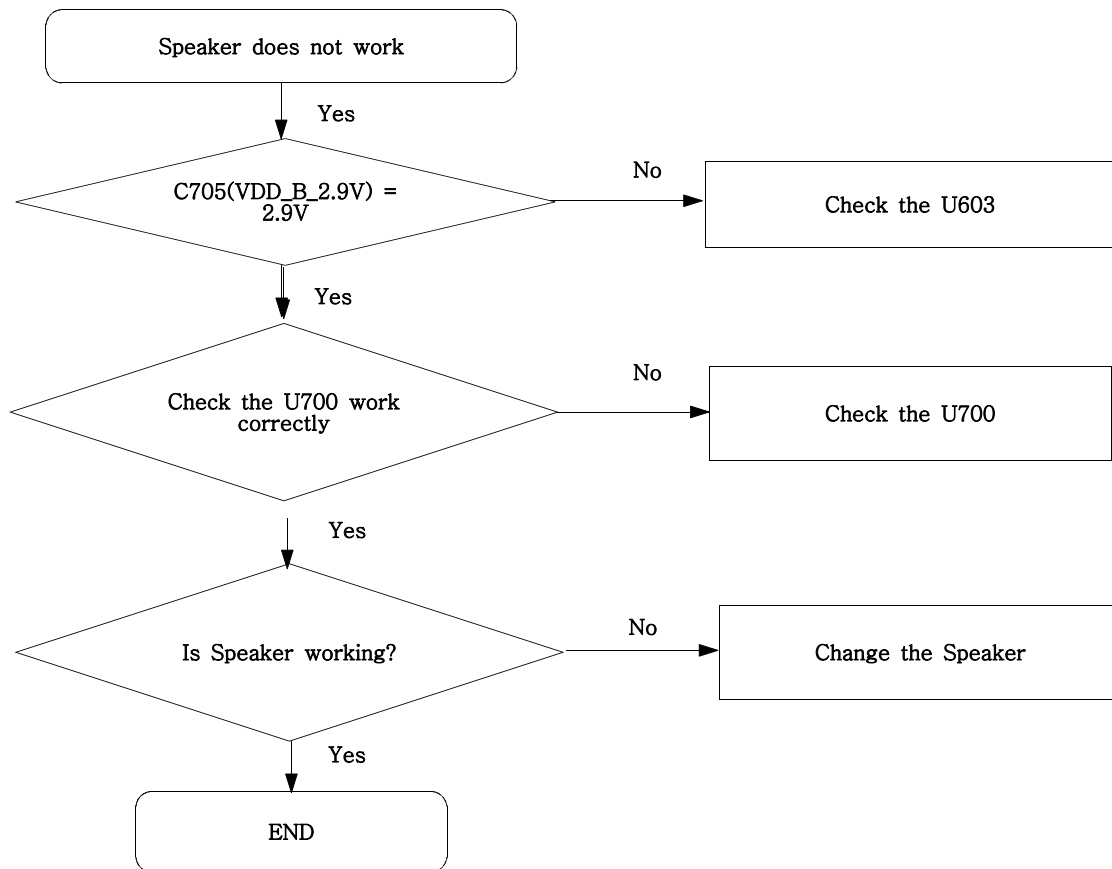 Speaker does not work
Yes
C705(VDD_B_2.9V) =
2.9V
No
Check the U603
Yes
Check the U700 work
correctly
No
Check the U700
Yes
Is Speaker working?
No
Change the Speaker
Yes
END